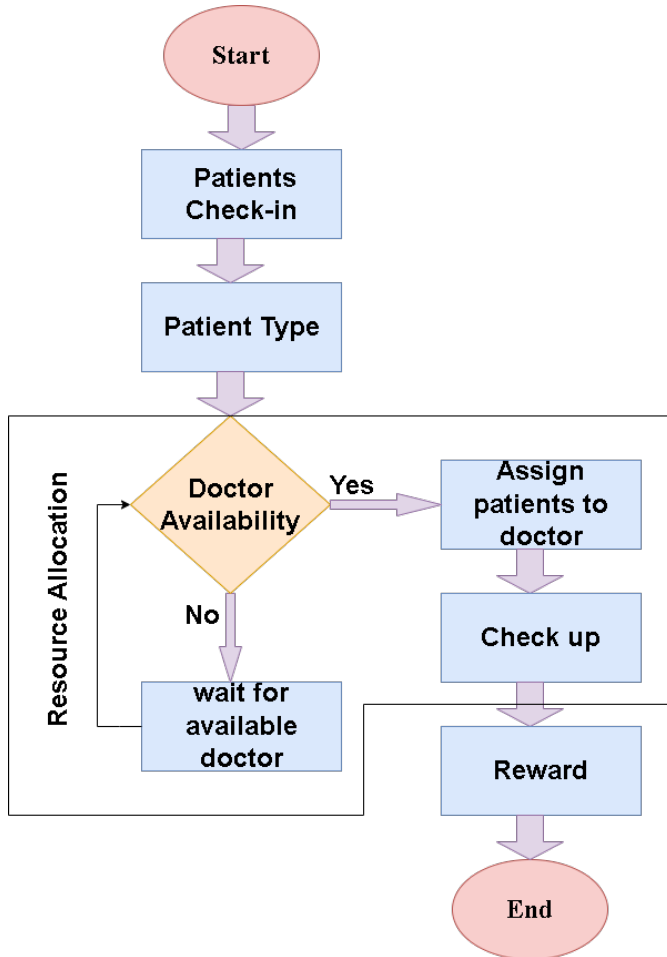 Start
Patients
Check-in
Patient Type
Doctor
Availability
Yes
Assign
patients to
doctor
No
Check up
wait for
available
doctor
Resource Allocation
Reward
End